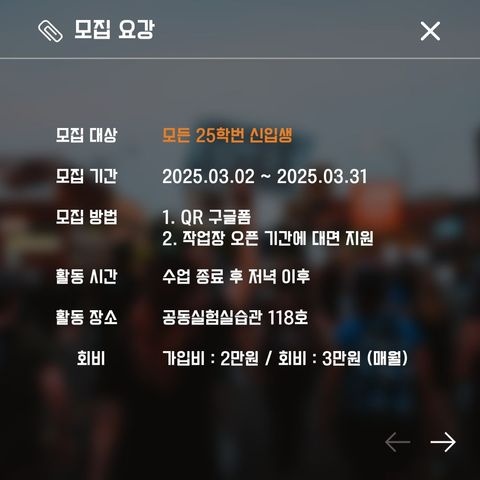 모집 요강
모집 대상 모든 25학번 신입생
모집 기간 2025.03.02 ~ 2025.03.31
모집 방법 1. QR 구글폼
2. 작업장 오픈 기간에 대면 지원
활동 시간 수업 종료 후 저녁 이후
활동 장소 공동실험실습관 118호
회비 가입비 : 2만원 / 회비 : 3만원 (매월)